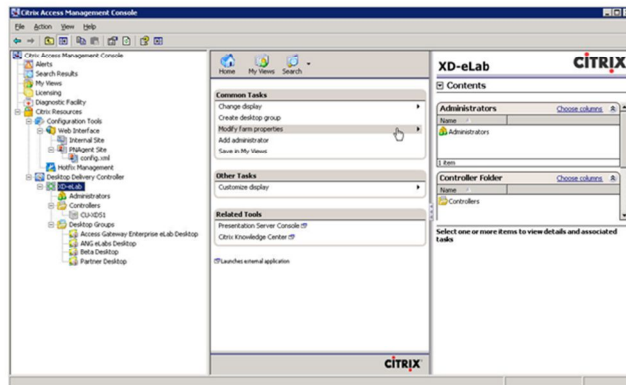 Citrix Access Management Console
File Action View Help
Citrix Access Management Console
Alerts
Search Results
My Views
Licensing
Diagnostic Facility
Citrix Resources
Configuration Tools
Web Interface
Internal Site
PNAgent Site
config.xml
Hotfix Management
Desktop Delivery Controller
XD-eLab
Administrators
Controllers
CU-XDS1
Desktop Groups
Access Gateway Enterprise eLab Desktop
ANG eLabs Desktop
Beta Desktop
Partner Desktop
Home My Views Search
Common Tasks
Change display
Create desktop group
Modify farm properties
Add administrator
Save in My Views
Other Tasks
Customize display
Related Tools
Presentation Server Console
Citrix Knowledge Center
Launches external application
CITRIX
XD-eLab CITRIX
Contents
Administrators Choose columns
Name
Administrators
1 item
Controller Folder Choose columns
Name
Controllers
Select one or more items to view details and associated
tasks